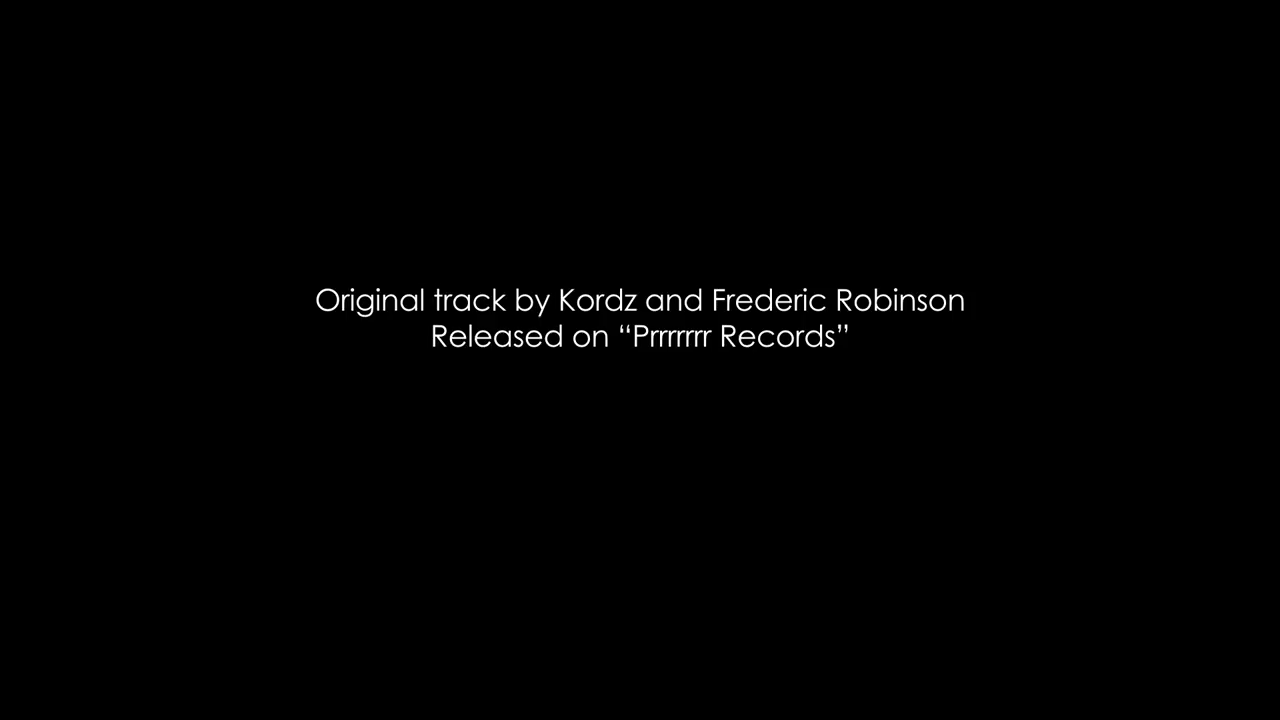 Original track by Kordz and Frederic Robinson
Released on “Prrrrrrr Records”